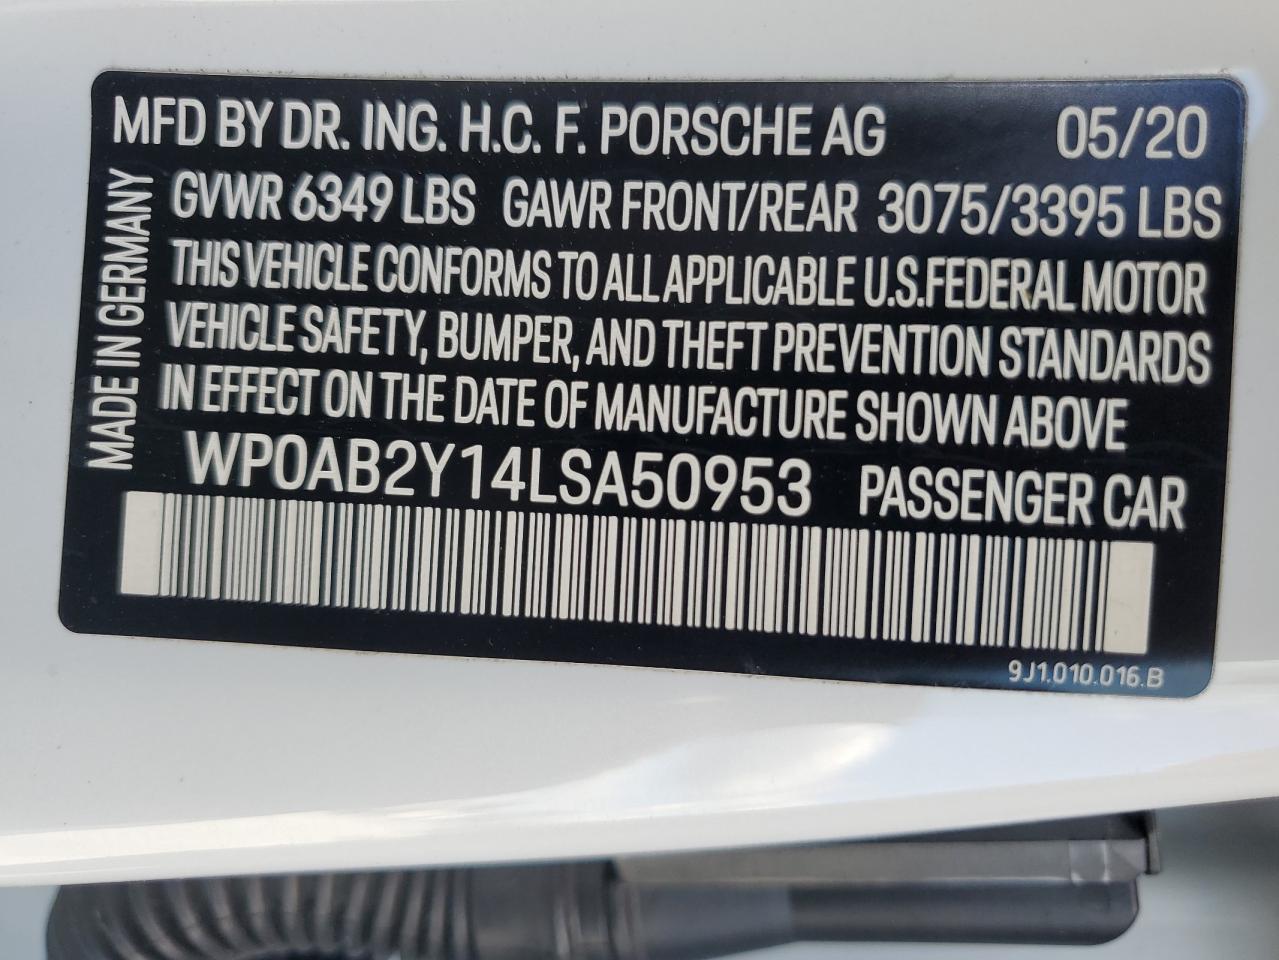 MFD BY DR. ING. H.C. F. PORSCHE AG 05/20
GVWR 6349 LBS GAWR FRONT/REAR 3075/3395 LBS
THIS VEHICLE CONFORMS TO ALL APPLICABLE U.S.FEDERAL MOTOR
VEHICLE SAFETY, BUMPER, AND THEFT PREVENTION STANDARDS
IN EFFECT ON THE DATE OF MANUFACTURE SHOWN ABOVE
WP0AB2Y14LSA50953 PASSENGER CAR
MADE IN GERMANY
9J1.010.016.B